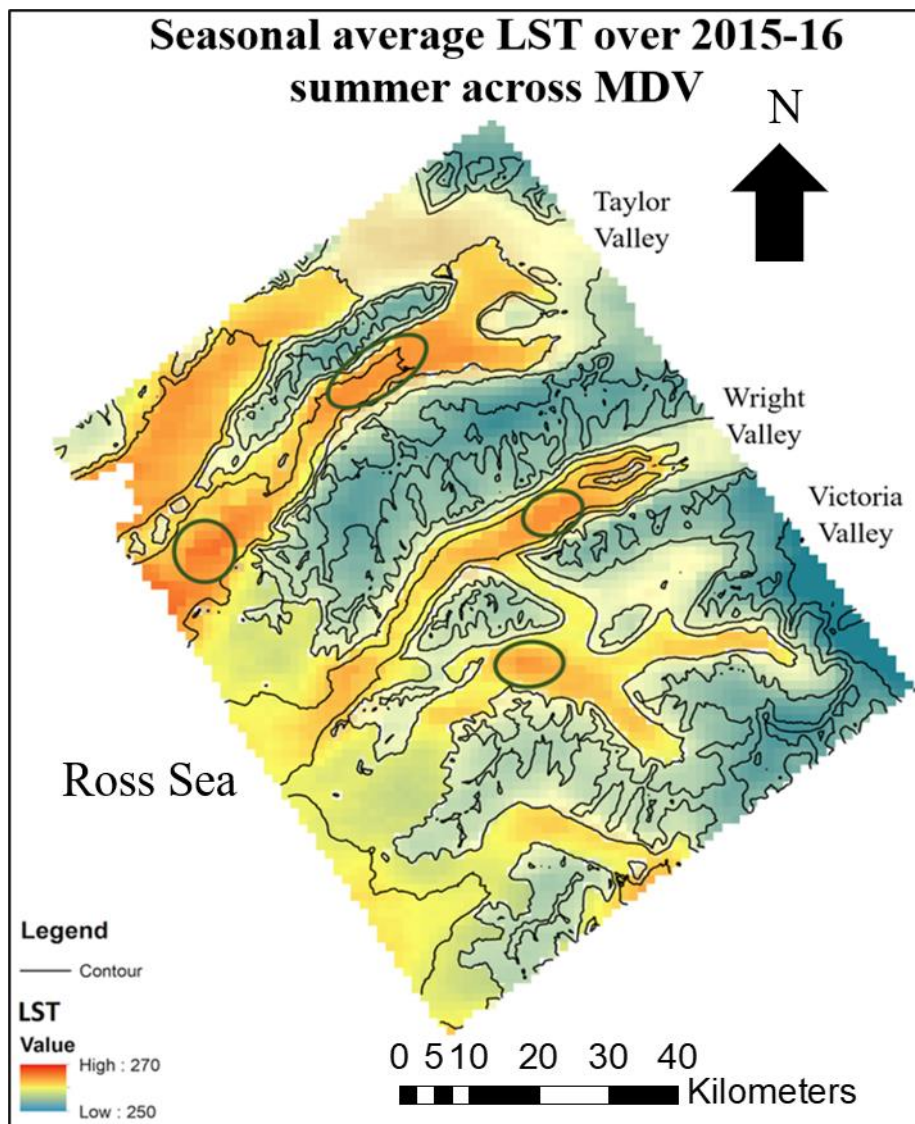 Seasonal average LST over 2015-16
summer across MDV
N
Taylor
Valley
Wright
Valley
Victoria
Valley
Ross Sea
Legend
Contour
LST
Value
High : 270
Low : 250
0 5 10 20 30 40
Kilometers